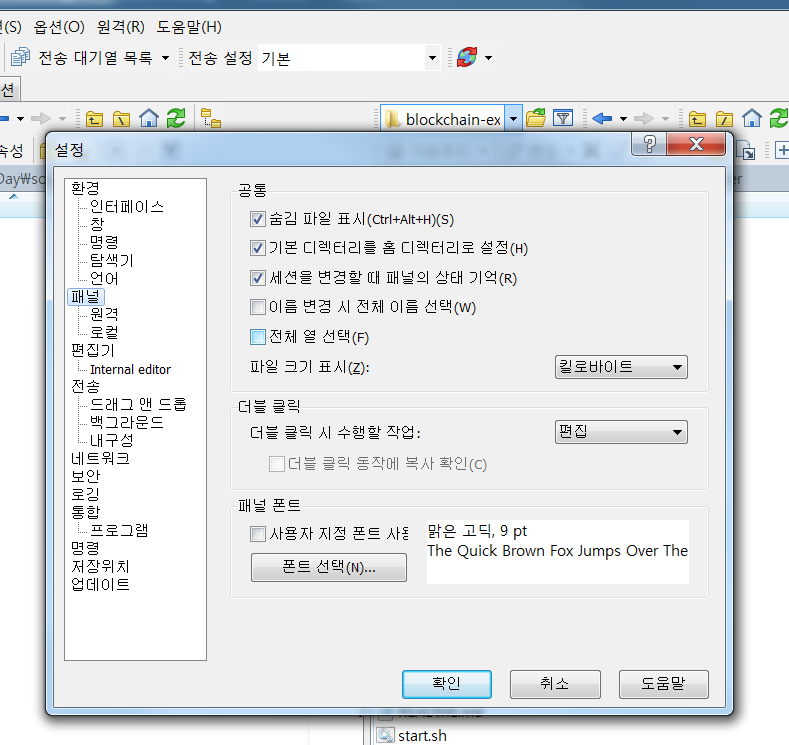 션(S) 옵션(O) 원격(R) 도움말(H)
전송 대기열 목록 전송 설정 기본
션
blockchain-ex
속성
Day₩so
er
설정
환경
인터페이스
창
명령
탐색기
언어
패널
원격
로컬
편집기
Internal editor
전송
드래그 앤 드롭
백그라운드
내구성
네트워크
보안
로깅
통합
프로그램
명령
저장위치
업데이트
공통
숨김 파일 표시(Ctrl+Alt+H)(S)
기본 디렉터리를 홈 디렉터리로 설정(H)
세션을 변경할 때 패널의 상태 기억(R)
이름 변경 시 전체 이름 선택(W)
전체 열 선택(F)
파일 크기 표시(Z): 킬로바이트
더블 클릭
더블 클릭 시 수행할 작업: 편집
더블 클릭 동작에 복사 확인(C)
패널 폰트
사용자 지정 폰트 사용
폰트 선택(N)...
맑은 고딕, 9 pt
The Quick Brown Fox Jumps Over The
확인 취소 도움말
start.sh